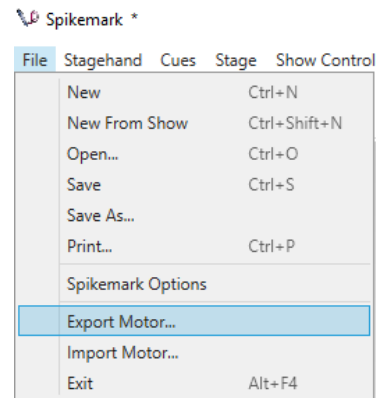 Spikemark *
File Stagehand Cues Stage Show Control
New Ctrl+N
New From Show Ctrl+Shift+N
Open... Ctrl+O
Save Ctrl+S
Save As...
Print... Ctrl+P
Spikemark Options
Export Motor...
Import Motor...
Exit Alt+F4